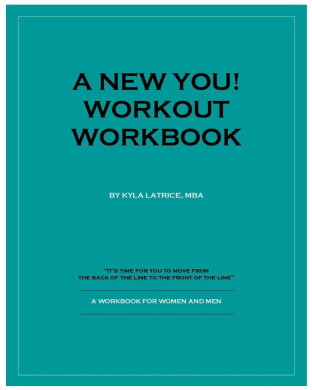 A NEW YOU!
WORKOUT
WORKBOOK
BY KYLA LATRICE, MBA
"IT'S TIME FOR YOU TO MOVE FROM
THE BACK OF THE LINE TO THE FRONT OF THE LINE"
A WORKBOOK FOR WOMEN AND MEN